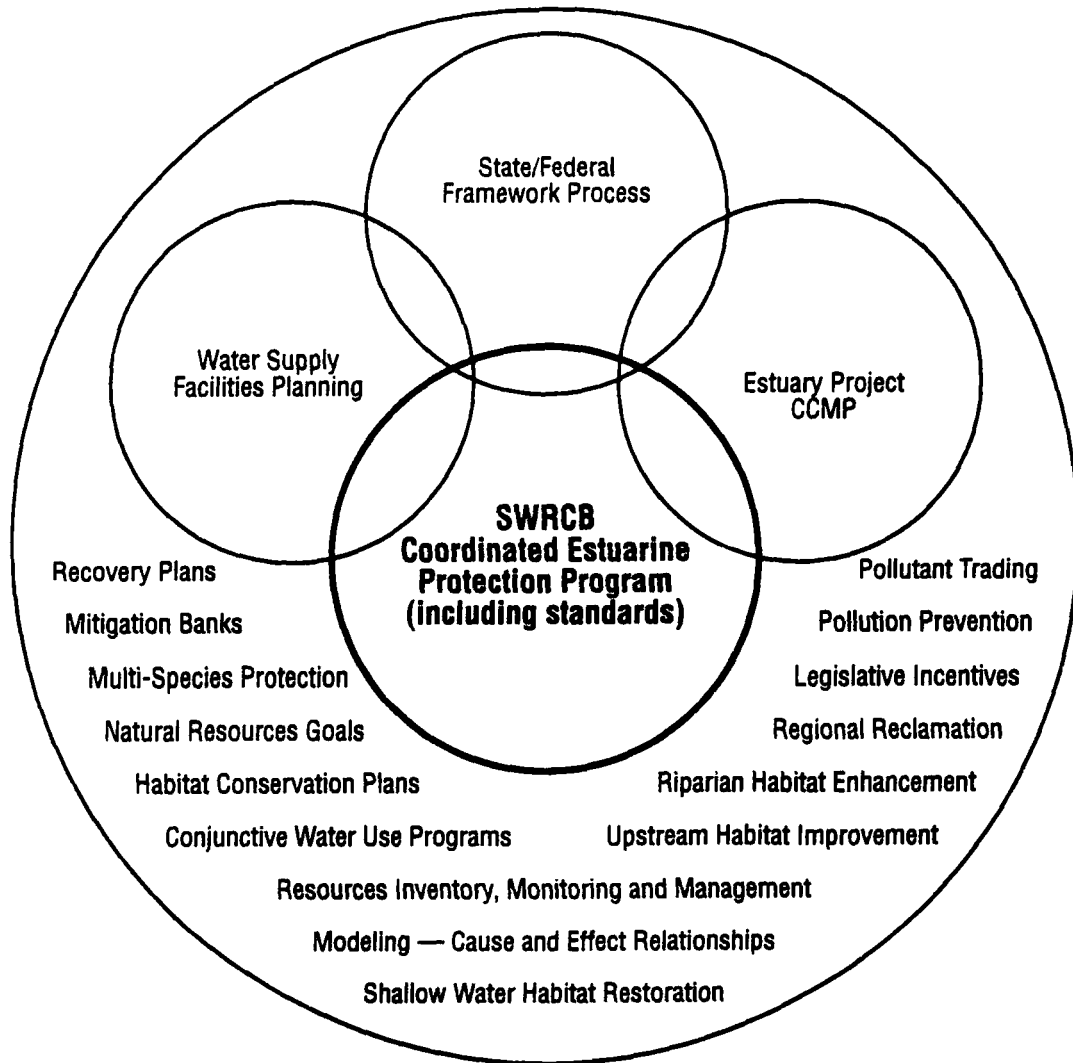 State/Federal
Framework Process
Water Supply
Facilities Planning
Estuary Project
CCMP
SWRCB
Coordinated Estuarine
Protection Program
(including standards)
Recovery Plans
Mitigation Banks
Multi-Species Protection
Natural Resources Goals
Habitat Conservation Plans
Conjunctive Water Use Programs
Pollutant Trading
Pollution Prevention
Legislative Incentives
Regional Reclamation
Riparian Habitat Enhancement
Upstream Habitat Improvement
Resources Inventory, Monitoring and Management
Modeling — Cause and Effect Relationships
Shallow Water Habitat Restoration